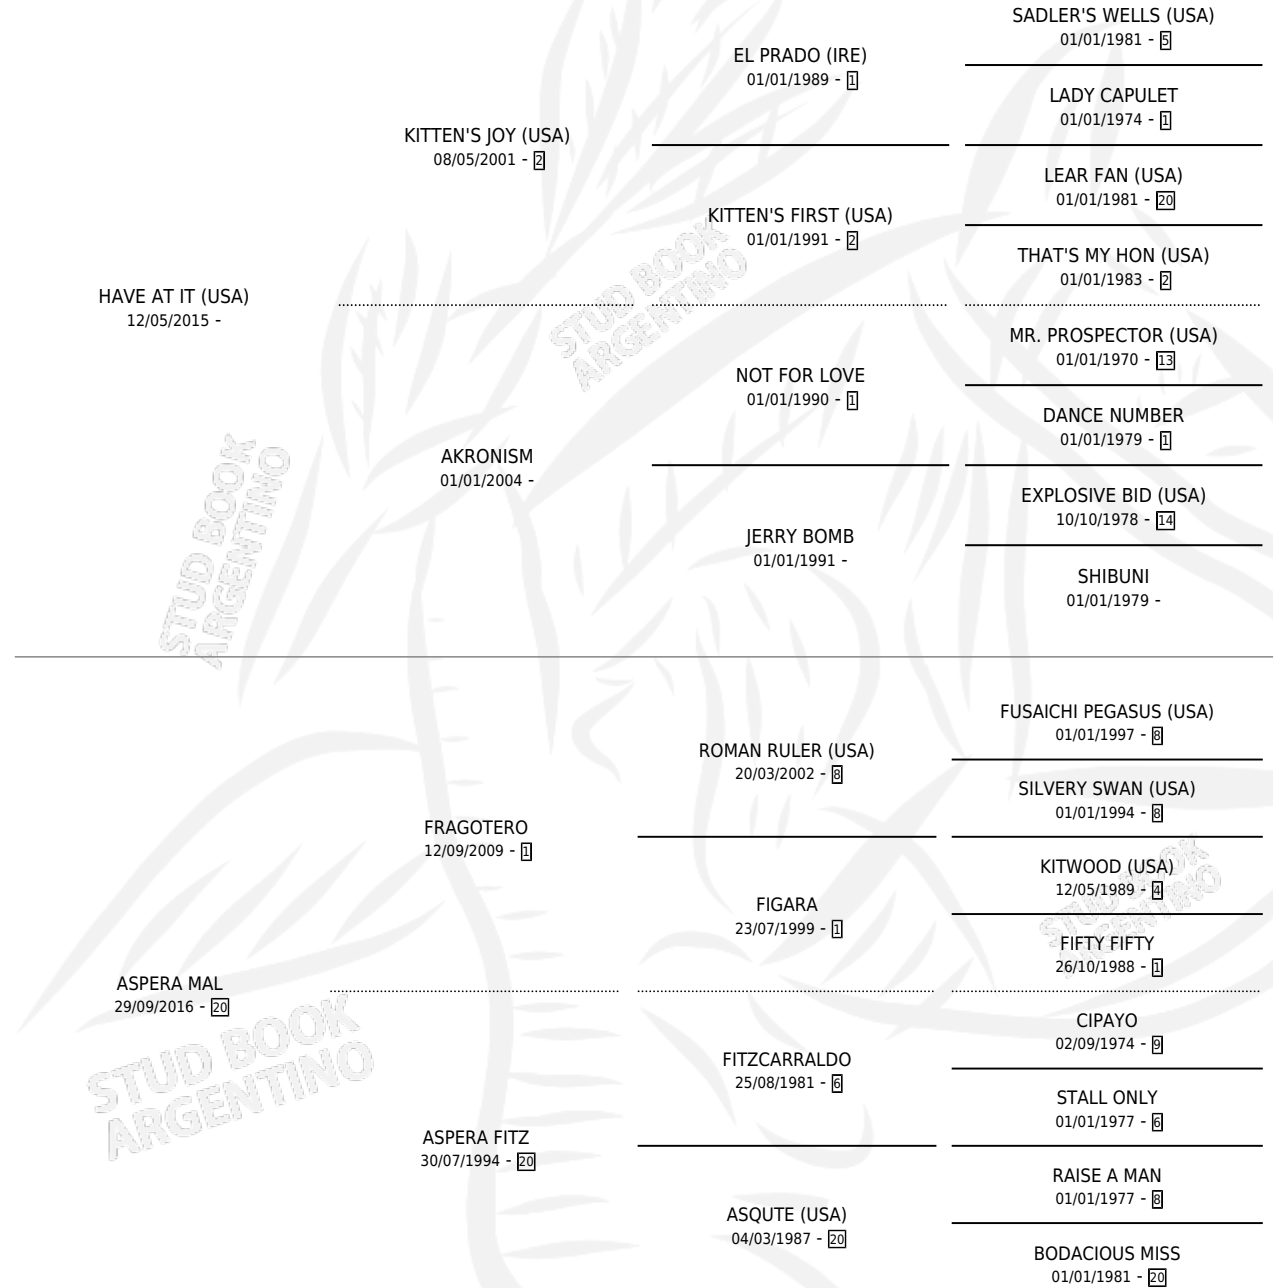 SADLER'S WELLS (USA)
01/01/1981 - 5
EL PRADO (IRE)
01/01/1989 - 1
LADY CAPULET
01/01/1974 - 1
KITTEN'S JOY (USA)
08/05/2001 - 2
LEAR FAN (USA)
01/01/1981 - 20
KITTEN'S FIRST (USA)
01/01/1991 - 2
THAT'S MY HON (USA)
01/01/1983 - 2
HAVE AT IT (USA)
12/05/2015 -
STUD BOOK
ARGENTINO
MR. PROSPECTOR (USA)
01/01/1970 - 13
NOT FOR LOVE
01/01/1990 - 1
DANCE NUMBER
01/01/1979 - 1
AKRONISM
01/01/2004 -
EXPLOSIVE BID (USA)
10/10/1978 - 14
JERRY BOMB
01/01/1991 -
SHIBUNI
01/01/1979 -
STUD BOOK
ARGENTINO
FUSAICHI PEGASUS (USA)
01/01/1997 - 8
ROMAN RULER (USA)
20/03/2002 - 8
SILVERY SWAN (USA)
01/01/1994 - 8
FRAGOTERO
12/09/2009 - 1
KITWOOD (USA)
12/05/1989 - 4
FIGARA
23/07/1999 - 1
FIFTY FIFTY
26/10/1988 - 1
STUD BOOK
ARGENTINO
ASPERA MAL
29/09/2016 - 20
CIPAYO
02/09/1974 - 9
FITZCARRALDO
25/08/1981 - 6
STALL ONLY
01/01/1977 - 6
STUD BOOK
ARGENTINO
ASPERA FITZ
30/07/1994 - 20
RAISE A MAN
01/01/1977 - 8
ASQUTE (USA)
04/03/1987 - 20
BODACIOUS MISS
01/01/1981 - 20